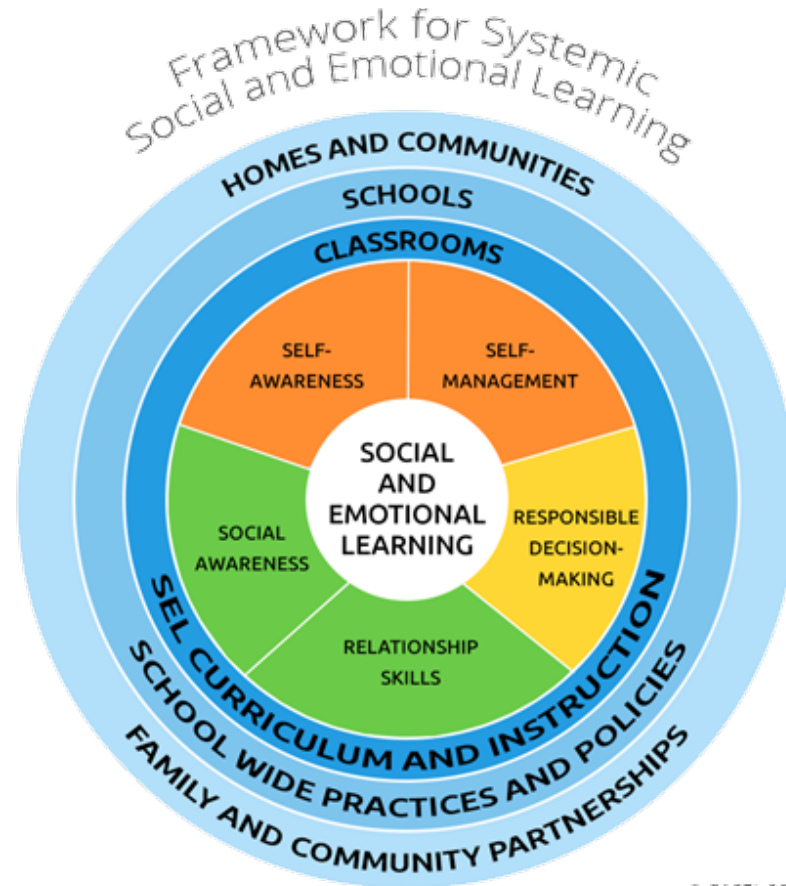 Framework for Systemic
Social and Emotional Learning
HOMES AND COMMUNITIES
SCHOOLS
CLASSROOMS
SELF-
AWARENESS
SELF-
MANAGEMENT
SOCIAL
AND
EMOTIONAL
LEARNING
SOCIAL
AWARENESS
RESPONSIBLE
DECISION-
MAKING
RELATIONSHIP
SKILLS
SEL CURRICULUM AND INSTRUCTION
SCHOOL WIDE PRACTICES AND POLICIES
FAMILY AND COMMUNITY PARTNERSHIPS